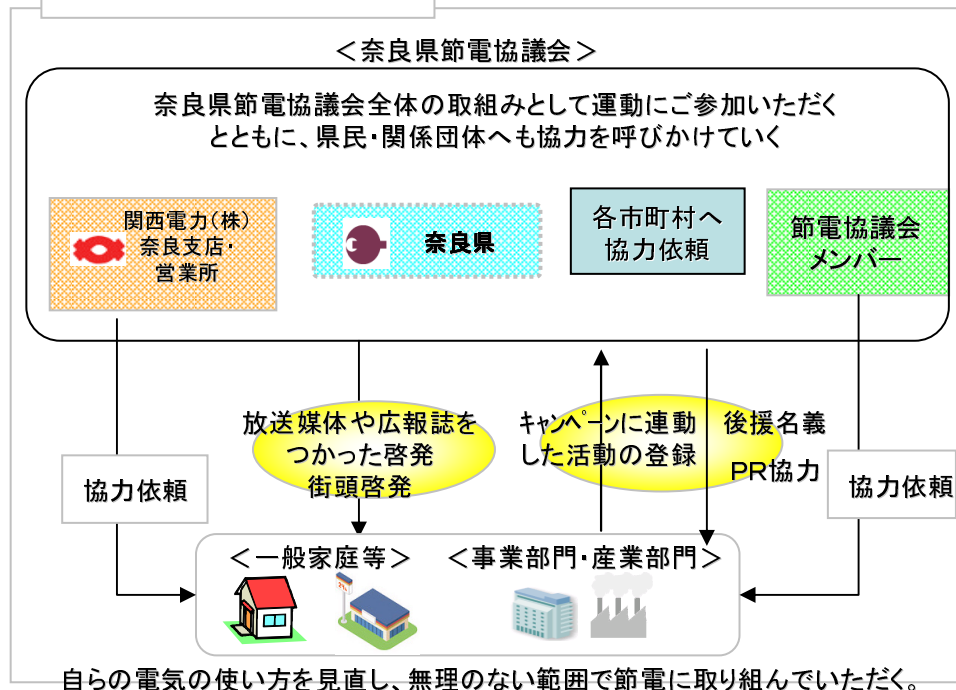 ＜奈良県節電協議会＞
奈良県節電協議会全体の取組みとして運動にご参加いただく
とともに、県民・関係団体へも協力を呼びかけていく
関西電力（株）
奈良支店・
営業所
奈良県
各市町村へ
協力依頼
節電協議会
メンバー
放送媒体や広報誌を
つかった啓発
街頭啓発
キャンペーンに連動
した活動の登録
後援名義
PR協力
協力依頼
協力依頼
＜一般家庭等＞
＜事業部門・産業部門＞
自らの電気の使い方を見直し、無理のない範囲で節電に取り組んでいただく。